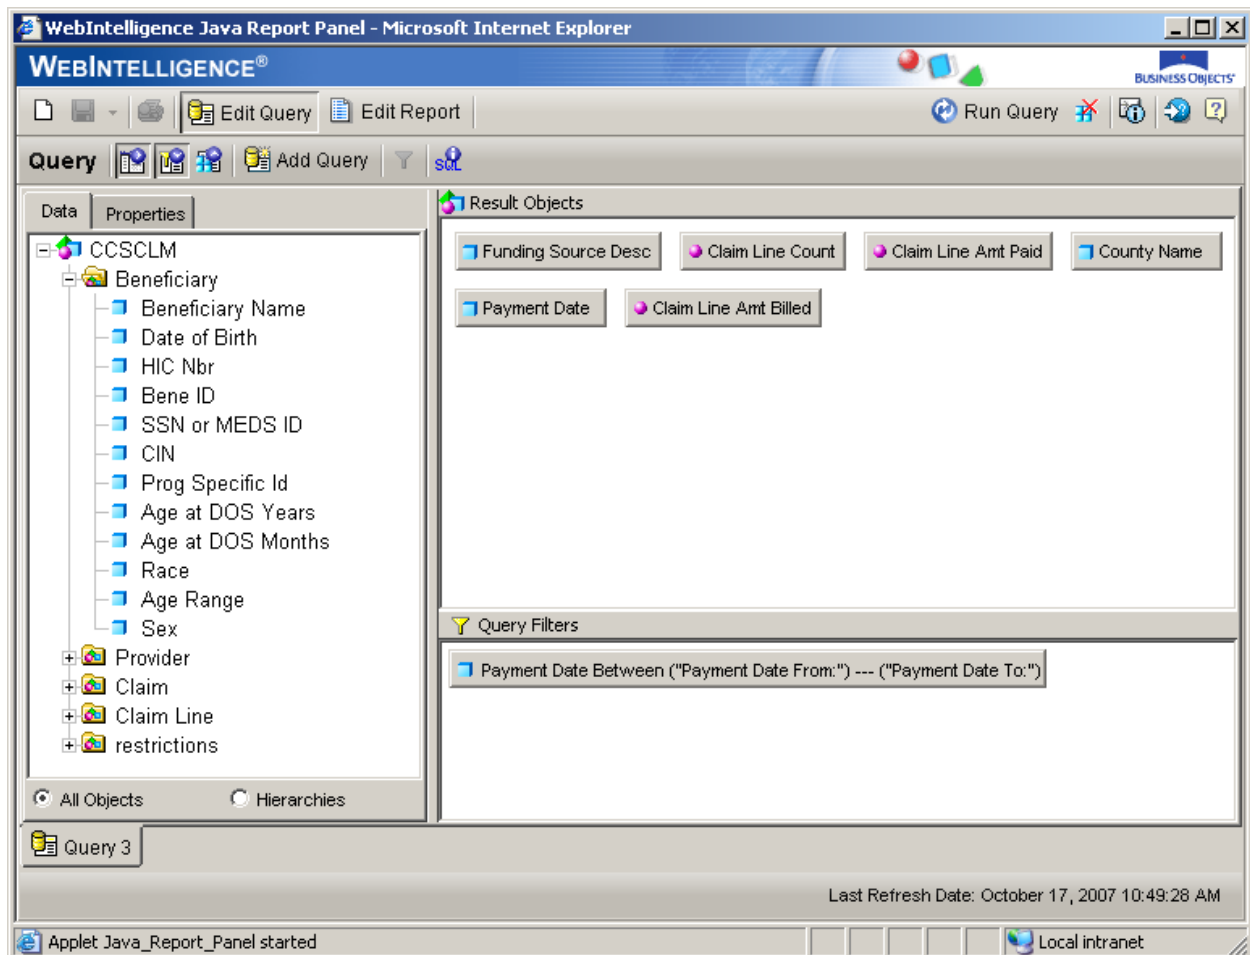 WebIntelligence Java Report Panel - Microsoft Internet Explorer
WEBINTELLIGENCE®
BUSINESS OBJECTS
Edit Query Edit Report Run Query
Query Add Query SQL
Data Properties
CCSCLM
Beneficiary
Beneficiary Name
Date of Birth
HIC Nbr
Bene ID
SSN or MEDS ID
CIN
Prog Specific Id
Age at DOS Years
Age at DOS Months
Race
Age Range
Sex
Provider
Claim
Claim Line
restrictions
All Objects Hierarchies
Result Objects
Funding Source Desc Claim Line Count Claim Line Amt Paid County Name
Payment Date Claim Line Amt Billed
Query Filters
Payment Date Between ("Payment Date From:") --- ("Payment Date To:")
Query 3
Last Refresh Date: October 17, 2007 10:49:28 AM
Applet Java_Report_Panel started Local intranet